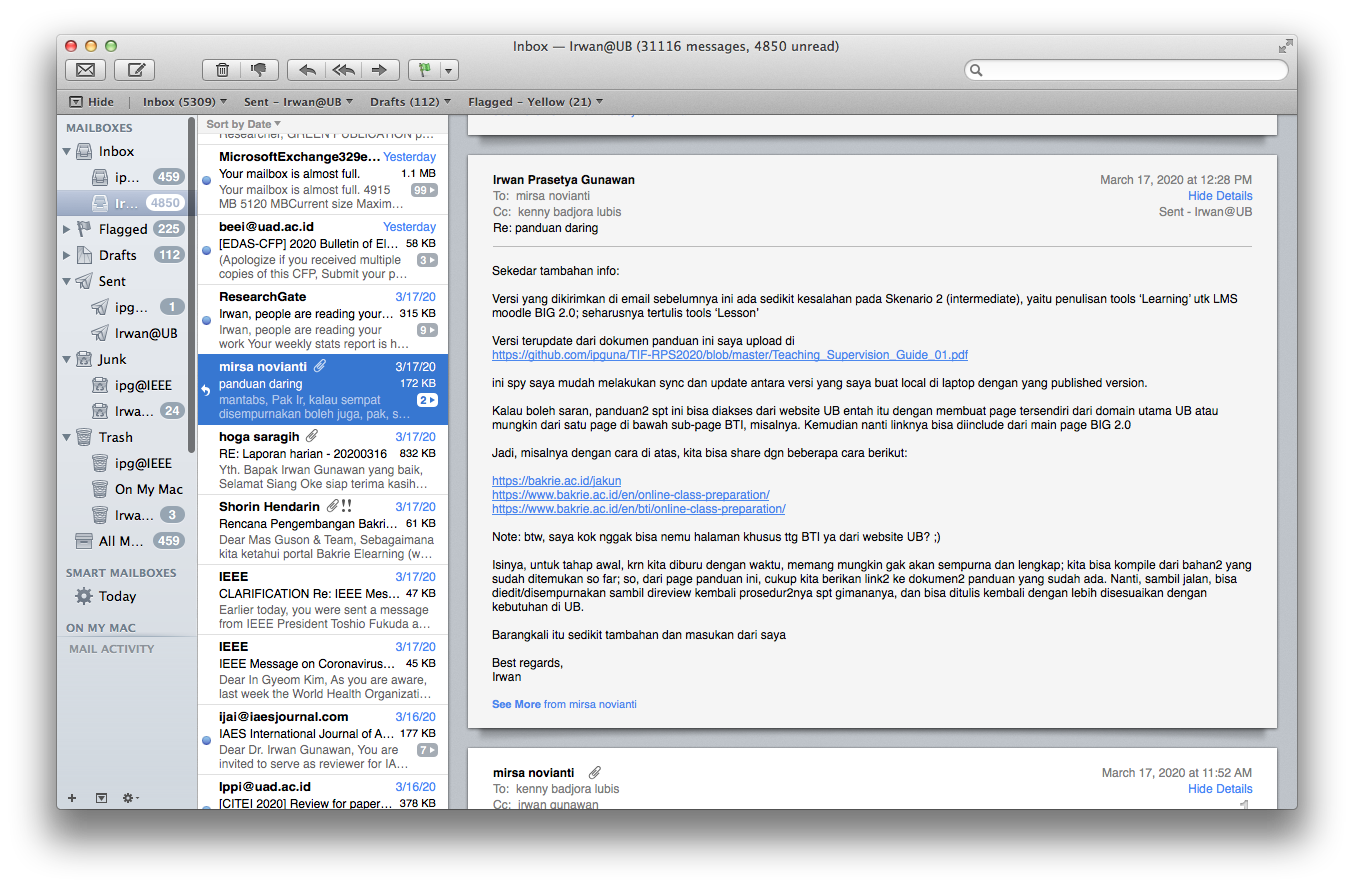 Inbox — Irwan@UB (31116 messages, 4850 unread)
Hide
Inbox (5309)
Sent - Irwan@UB
Drafts (112)
Flagged - Yellow (21)
MAILBOXES
Inbox
ip... 459
Ir... 4850
Flagged 225
Drafts 112
Sent
ipg... 1
Irwan@UB
Junk
ipg@IEEE
Irwa... 24
Trash
ipg@IEEE
On My Mac
Irwa... 3
All M... 459
SMART MAILBOXES
Today
ON MY MAC
MAIL ACTIVITY
Sort by Date
Researcher, GREEN PUBLICATION p...
MicrosoftExchange329e... Yesterday
Your mailbox is almost full. 1.1 MB
Your mailbox is almost full. 4915 99
MB 5120 MBCurrent size Maxim...
beei@uad.ac.id Yesterday
[EDAS-CFP] 2020 Bulletin of El... 58 KB
(Apologize if you received multiple 3
copies of this CFP, Submit your p...
ResearchGate 3/17/20
Irwan, people are reading your... 315 KB
Irwan, people are reading your 9
work Your weekly stats report is h...
mirsa novianti 3/17/20
panduan daring 172 KB
mantabs, Pak Ir, kalau sempat 2
disempurnakan boleh juga, pak, s...
hoga saragih 3/17/20
RE: Laporan harian - 20200316 832 KB
Yth. Bapak Irwan Gunawan yang baik,
Selamat Siang Oke siap terima kasih...
Shorin Hendarin !! 3/17/20
Rencana Pengembangan Bakri... 61 KB
Dear Mas Guson & Team, Sebagaimana
kita ketahui portal Bakrie Elearning (w...
IEEE 3/17/20
CLARIFICATION Re: IEEE Mes... 47 KB
Earlier today, you were sent a message
from IEEE President Toshio Fukuda a...
IEEE 3/17/20
IEEE Message on Coronavirus... 45 KB
Dear In Gyeom Kim, As you are aware,
last week the World Health Organizati...
ijai@iaesjournal.com 3/16/20
IAES International Journal of A... 177 KB
Dear Dr. Irwan Gunawan, You are 7
invited to serve as reviewer for IA...
lppi@uad.ac.id 3/16/20
[CITEI 2020] Review for paper... 378 KB
Irwan Prasetya Gunawan March 17, 2020 at 12:28 PM
To: mirsa novianti Hide Details
Cc: kenny badjora lubis Sent - Irwan@UB
Re: panduan daring
Sekedar tambahan info:
Versi yang dikirimkan di email sebelumnya ini ada sedikit kesalahan pada Skenario 2 (intermediate), yaitu penulisan tools ‘Learning’ utk LMS
moodle BIG 2.0; seharusnya tertulis tools ‘Lesson’
Versi terupdate dari dokumen panduan ini saya upload di
https://github.com/ipguna/TIF-RPS2020/blob/master/Teaching_Supervision_Guide_01.pdf
ini spy saya mudah melakukan sync dan update antara versi yang saya buat local di laptop dengan yang published version.
Kalau boleh saran, panduan2 spt ini bisa diakses dari website UB entah itu dengan membuat page tersendiri dari domain utama UB atau
mungkin dari satu page di bawah sub-page BTI, misalnya. Kemudian nanti linknya bisa diinclude dari main page BIG 2.0
Jadi, misalnya dengan cara di atas, kita bisa share dgn beberapa cara berikut:
https://bakrie.ac.id/jakun
https://www.bakrie.ac.id/en/online-class-preparation/
https://www.bakrie.ac.id/en/bti/online-class-preparation/
Note: btw, saya kok nggak bisa nemu halaman khusus ttg BTI ya dari website UB? ;)
Isinya, untuk tahap awal, krn kita diburu dengan waktu, memang mungkin gak akan sempurna dan lengkap; kita bisa kompile dari bahan2 yang
sudah ditemukan so far; so, dari page panduan ini, cukup kita berikan link2 ke dokumen2 panduan yang sudah ada. Nanti, sambil jalan, bisa
diedit/disempurnakan sambil direview kembali prosedur2nya spt gimananya, dan bisa ditulis kembali dengan lebih disesuaikan dengan
kebutuhan di UB.
Barangkali itu sedikit tambahan dan masukan dari saya
Best regards,
Irwan
See More from mirsa novianti
mirsa novianti March 17, 2020 at 11:52 AM
To: kenny badjora lubis Hide Details
Cc: irwan gunawan